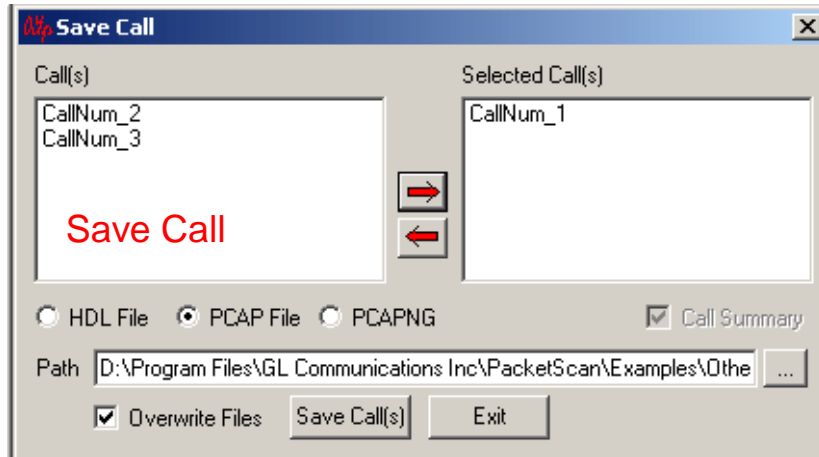 Save Call
Call(s)
Selected Call(s)
CallNum_2
CallNum_3
CallNum_1
Save Call
HDL File
PCAP File
PCAPNG
Call Summary
Path
D:\Program Files\GL Communications Inc\PacketScan\Examples\Othe
...
Overwrite Files
Save Call(s)
Exit